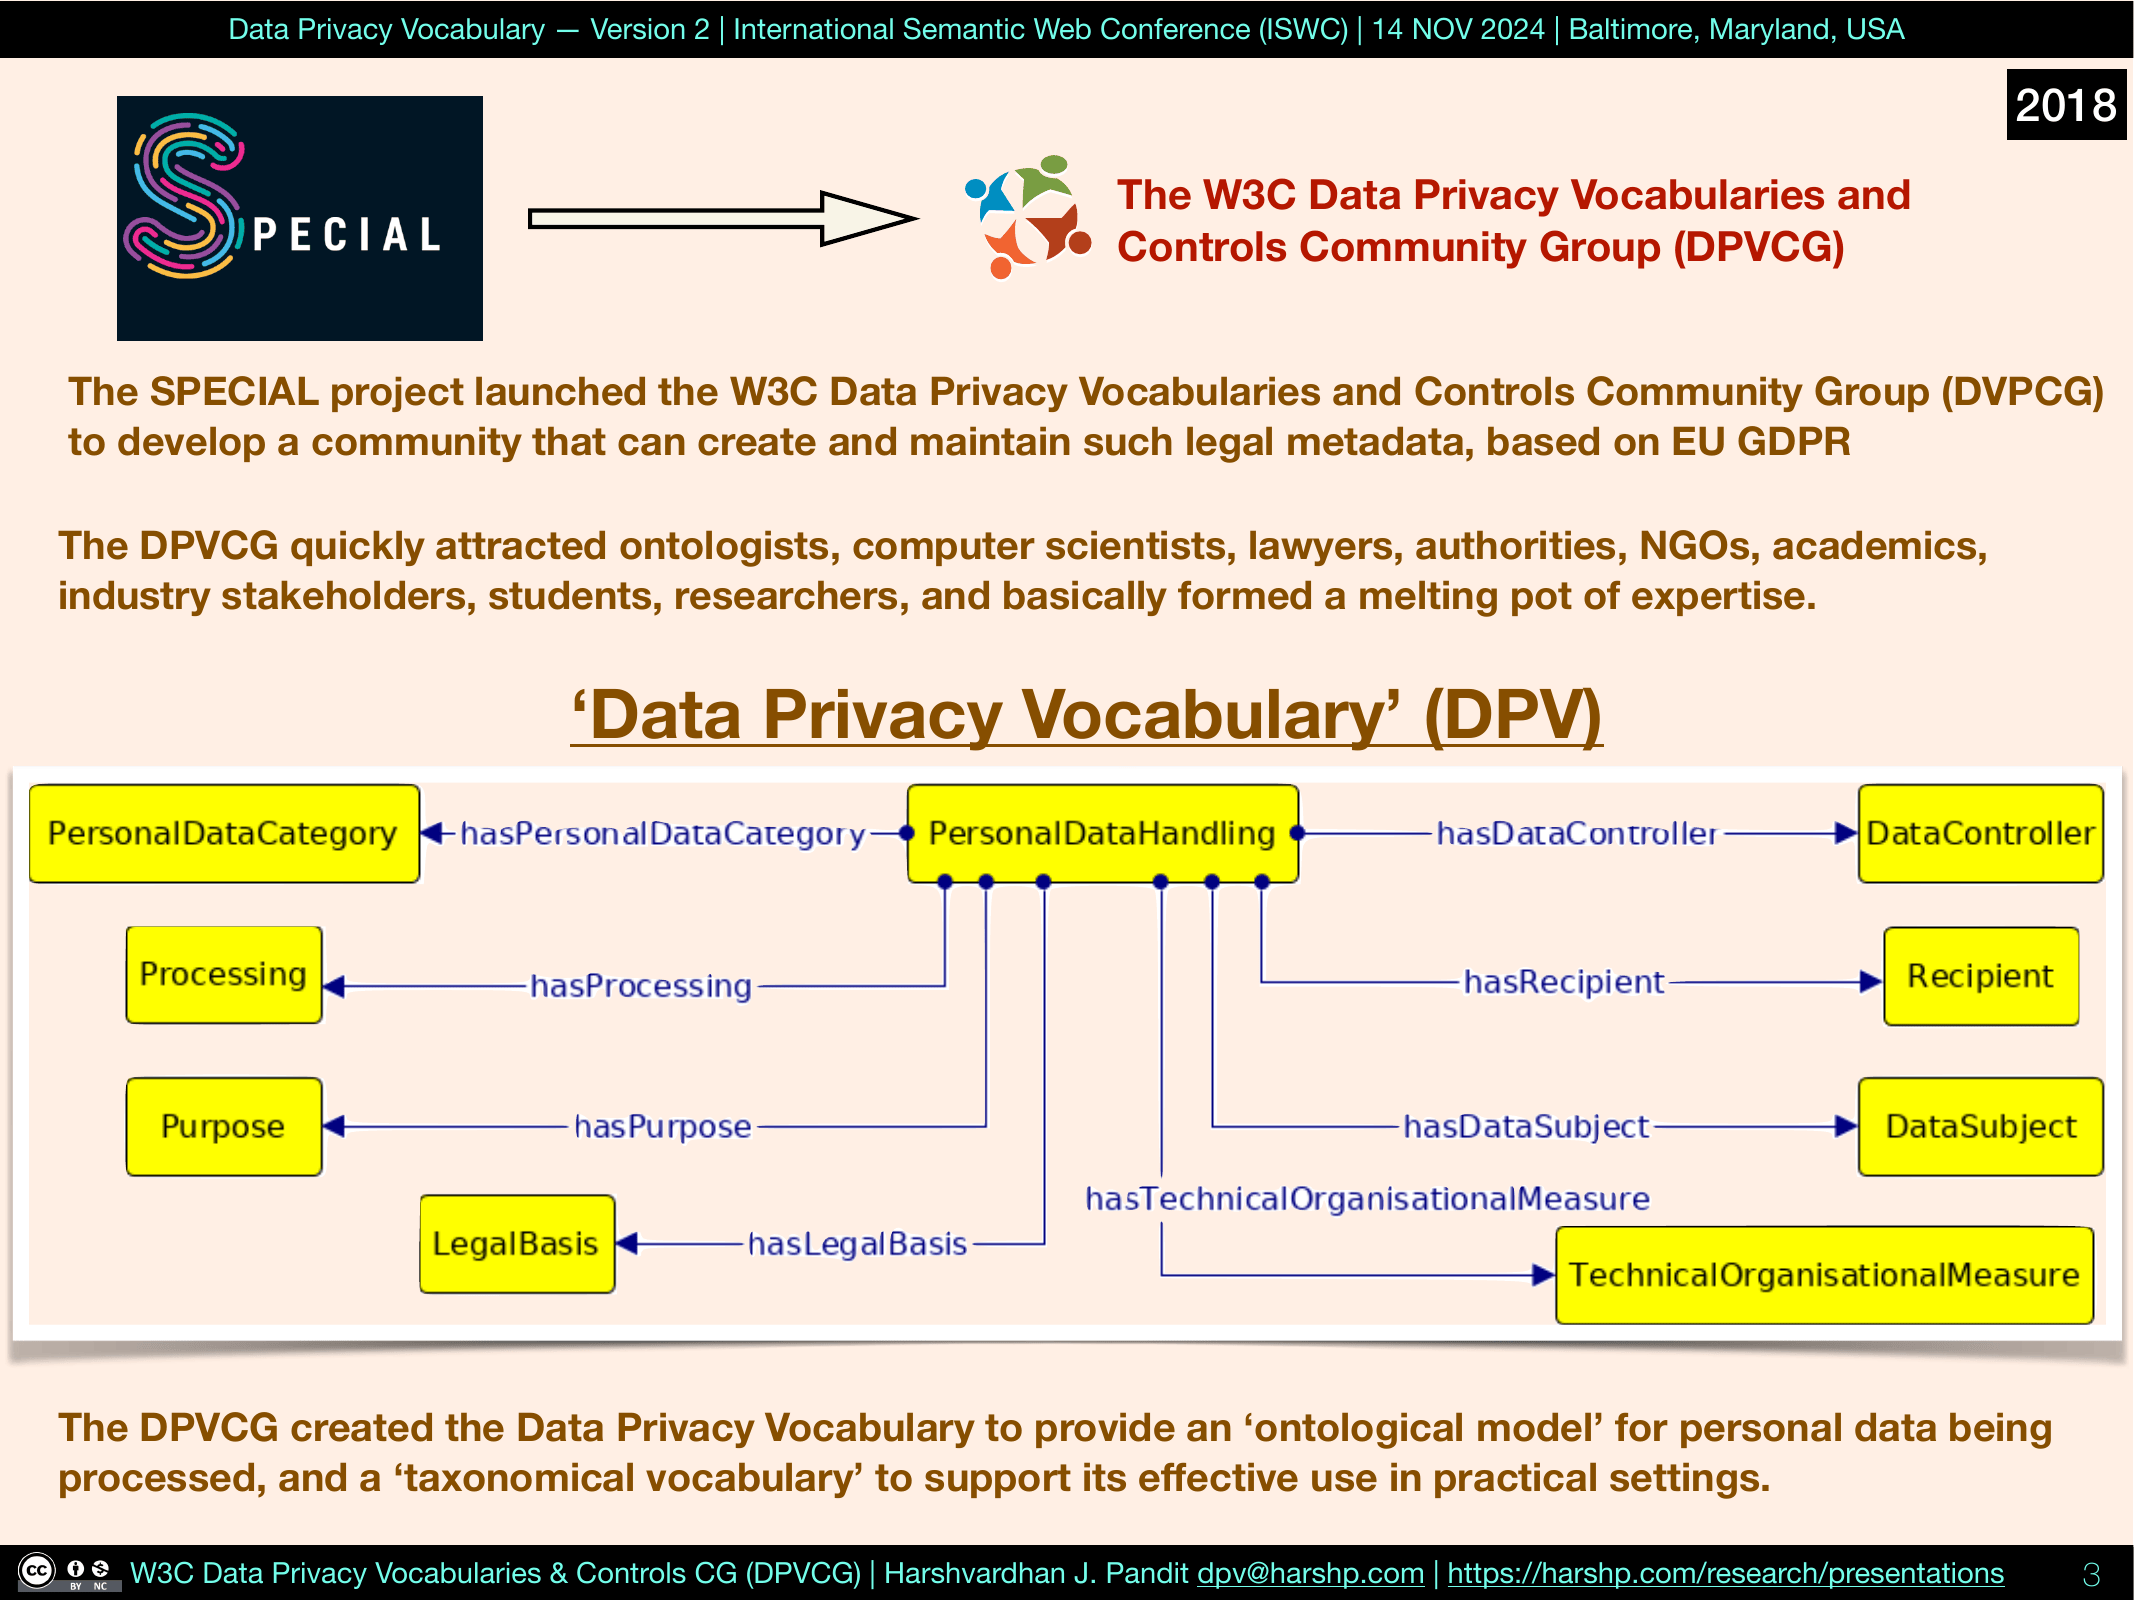 Data Privacy Vocabulary — Version 2 | International Semantic Web Conference (ISWC) | 14 NOV 2024 | Baltimore, Maryland, USA
2018
SPECIAL
The W3C Data Privacy Vocabularies and
Controls Community Group (DPVCG)
The SPECIAL project launched the W3C Data Privacy Vocabularies and Controls Community Group (DVPCG)
to develop a community that can create and maintain such legal metadata, based on EU GDPR
The DPVCG quickly attracted ontologists, computer scientists, lawyers, authorities, NGOs, academics,
industry stakeholders, students, researchers, and basically formed a melting pot of expertise.
‘Data Privacy Vocabulary’ (DPV)
PersonalDataCategory hasPersonalDataCategory PersonalDataHandling hasDataController DataController
Processing hasProcessing hasRecipient Recipient
Purpose hasPurpose hasDataSubject DataSubject
hasTechnicalOrganisationalMeasure
LegalBasis hasLegalBasis
TechnicalOrganisationalMeasure
The DPVCG created the Data Privacy Vocabulary to provide an ‘ontological model’ for personal data being
processed, and a ‘taxonomical vocabulary’ to support its effective use in practical settings.
cc BY NC W3C Data Privacy Vocabularies & Controls CG (DPVCG) | Harshvardhan J. Pandit dpv@harshp.com | https://harshp.com/research/presentations 3